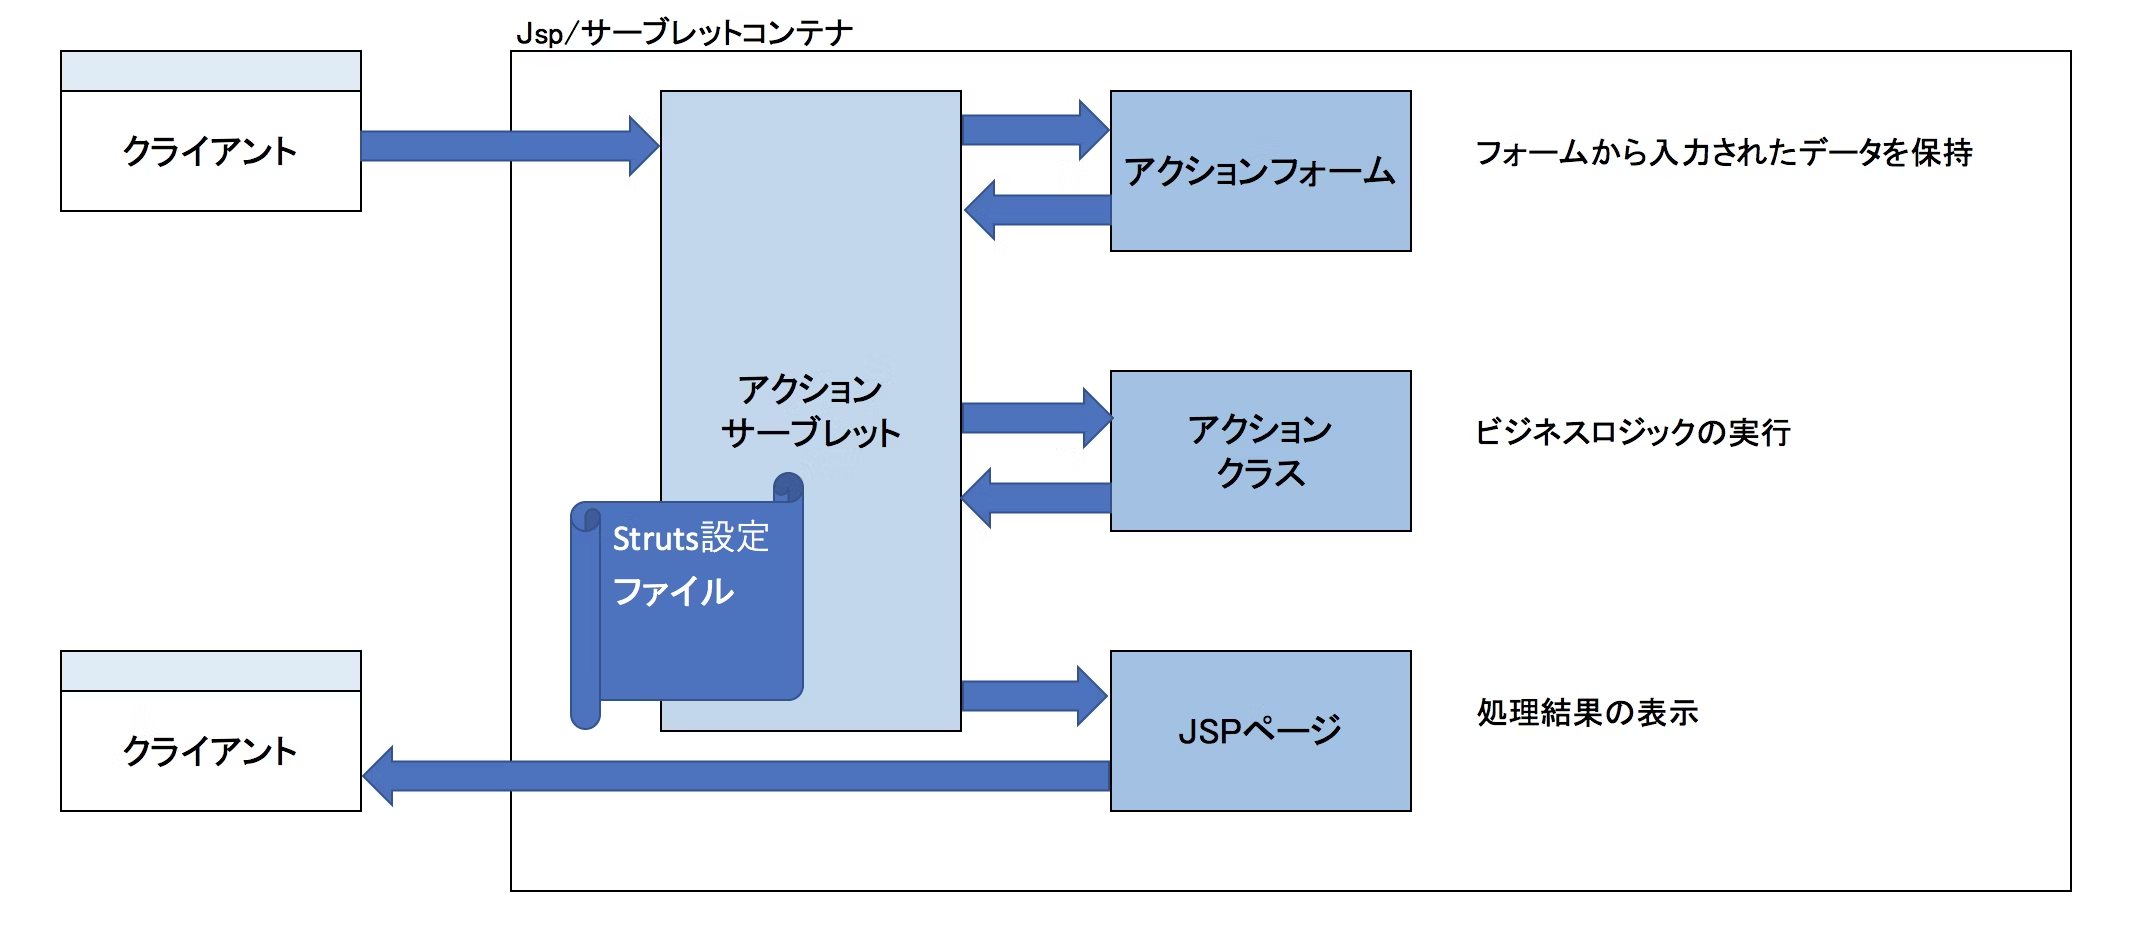 Jsp/サーブレットコンテナ
クライアント
アクションフォーム
フォームから入力されたデータを保持
アクション
サーブレット
アクション
クラス
ビジネスロジックの実行
Struts設定
ファイル
クライアント
JSPページ
処理結果の表示